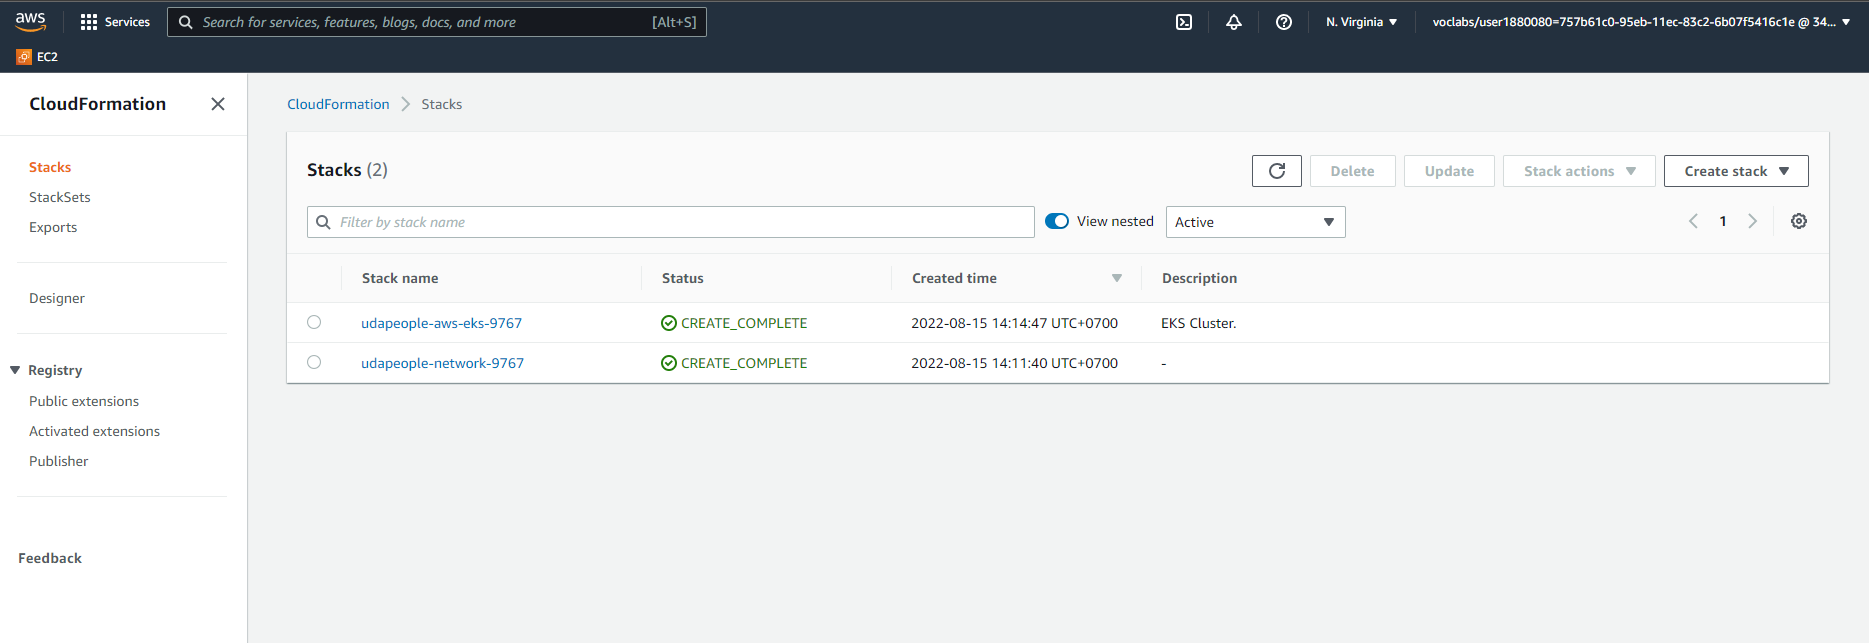 aws
Services
Search for services, features, blogs, docs, and more [Alt+S]
N. Virginia
voclabs/user1880080=757b61c0-95eb-11ec-83c2-6b07f5416c1e @ 34...
EC2
CloudFormation
Stacks
StackSets
Exports
Designer
Registry
Public extensions
Activated extensions
Publisher
Feedback
CloudFormation > Stacks
Stacks (2)
Delete
Update
Stack actions
Create stack
Filter by stack name
View nested
Active
1
Stack name Status Created time Description
udapeople-aws-eks-9767 CREATE_COMPLETE 2022-08-15 14:14:47 UTC+0700 EKS Cluster.
udapeople-network-9767 CREATE_COMPLETE 2022-08-15 14:11:40 UTC+0700 -